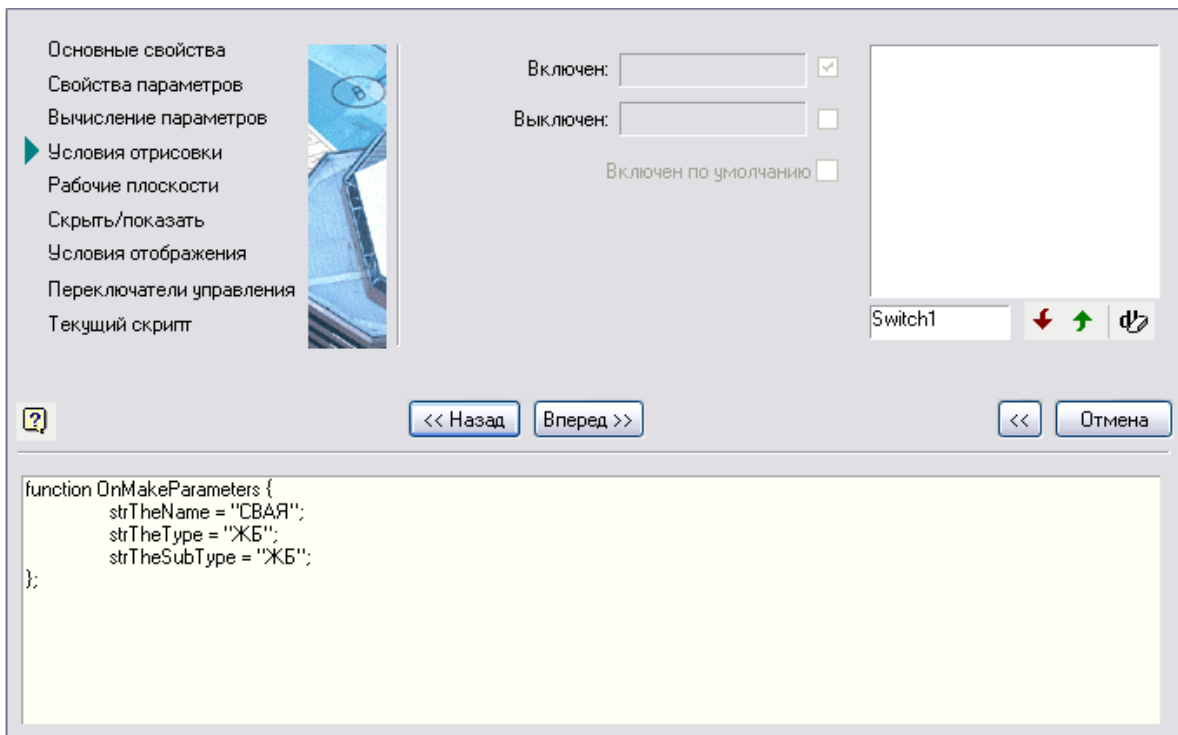 Основные свойства
Свойства параметров
Вычисление параметров
Условия отрисовки
Рабочие плоскости
Скрыть/показать
Условия отображения
Переключатели управления
Текущий скрипт
B
Включен:
Выключен:
Включен по умолчанию
Switch1
<< Назад
Вперед >>
<<
Отмена
function OnMakeParameters {
strTheName = "СВАЯ";
strTheType = "ЖБ";
strTheSubType = "ЖБ";
};